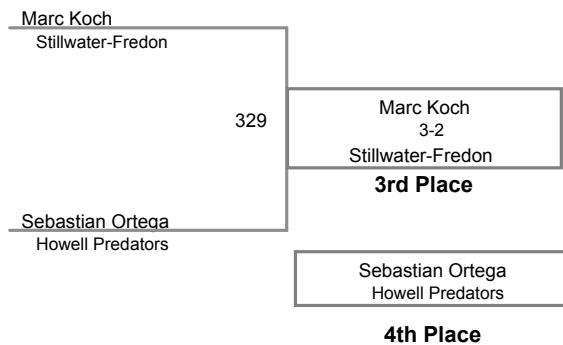 Marc Koch
Stillwater-Fredon
329
Marc Koch
3-2
Stillwater-Fredon
3rd Place
Sebastian Ortega
Howell Predators
Sebastian Ortega
Howell Predators
4th Place